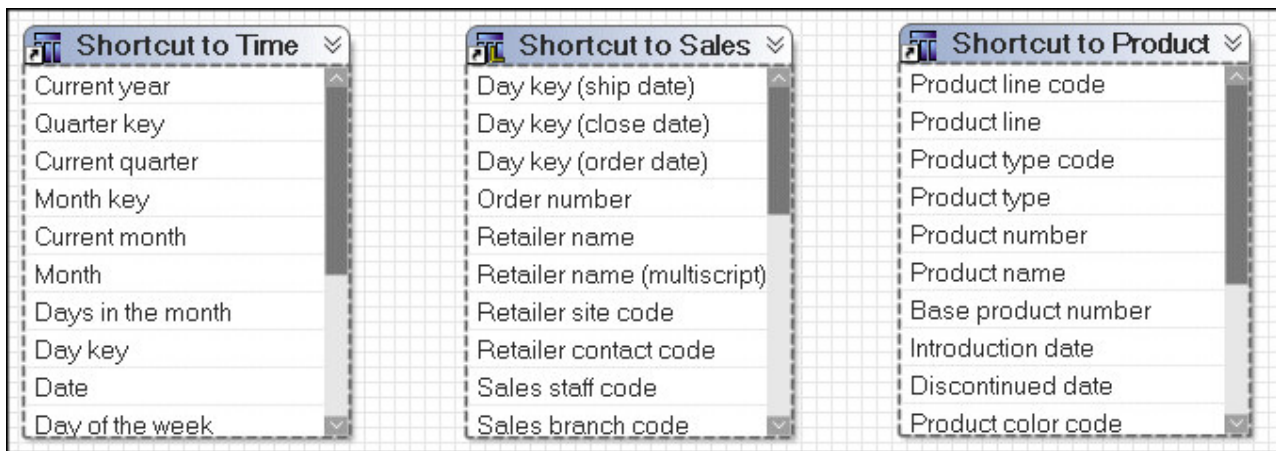 Shortcut to Time
Current year
Quarter key
Current quarter
Month key
Current month
Month
Days in the month
Day key
Date
Day of the week
Shortcut to Sales
Day key (ship date)
Day key (close date)
Day key (order date)
Order number
Retailer name
Retailer name (multiscript)
Retailer site code
Retailer contact code
Sales staff code
Sales branch code
Shortcut to Product
Product line code
Product line
Product type code
Product type
Product number
Product name
Base product number
Introduction date
Discontinued date
Product color code